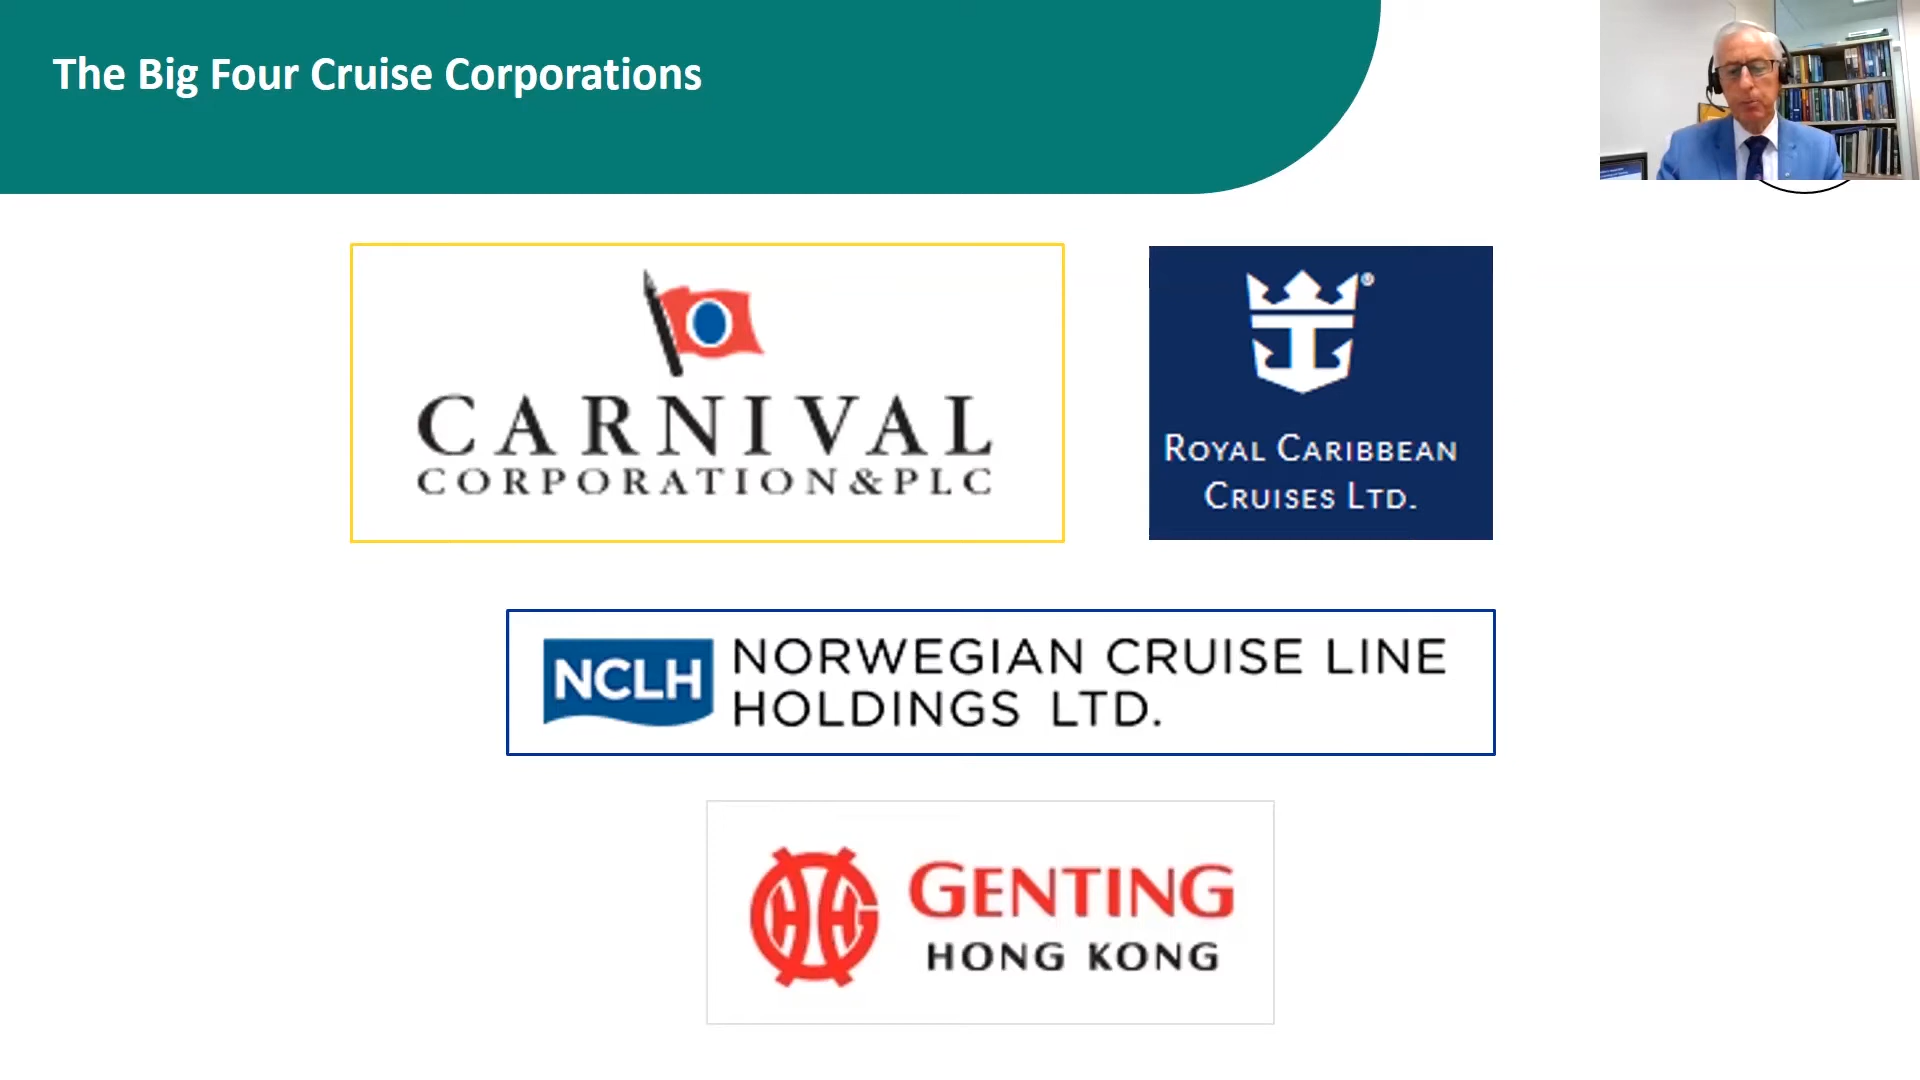 The Big Four Cruise Corporations
CARNIVAL
CORPORATION&PLC
ROYAL CARIBBEAN
CRUISES LTD.
NCLH
NORWEGIAN CRUISE LINE
HOLDINGS LTD.
GENTING
HONG KONG